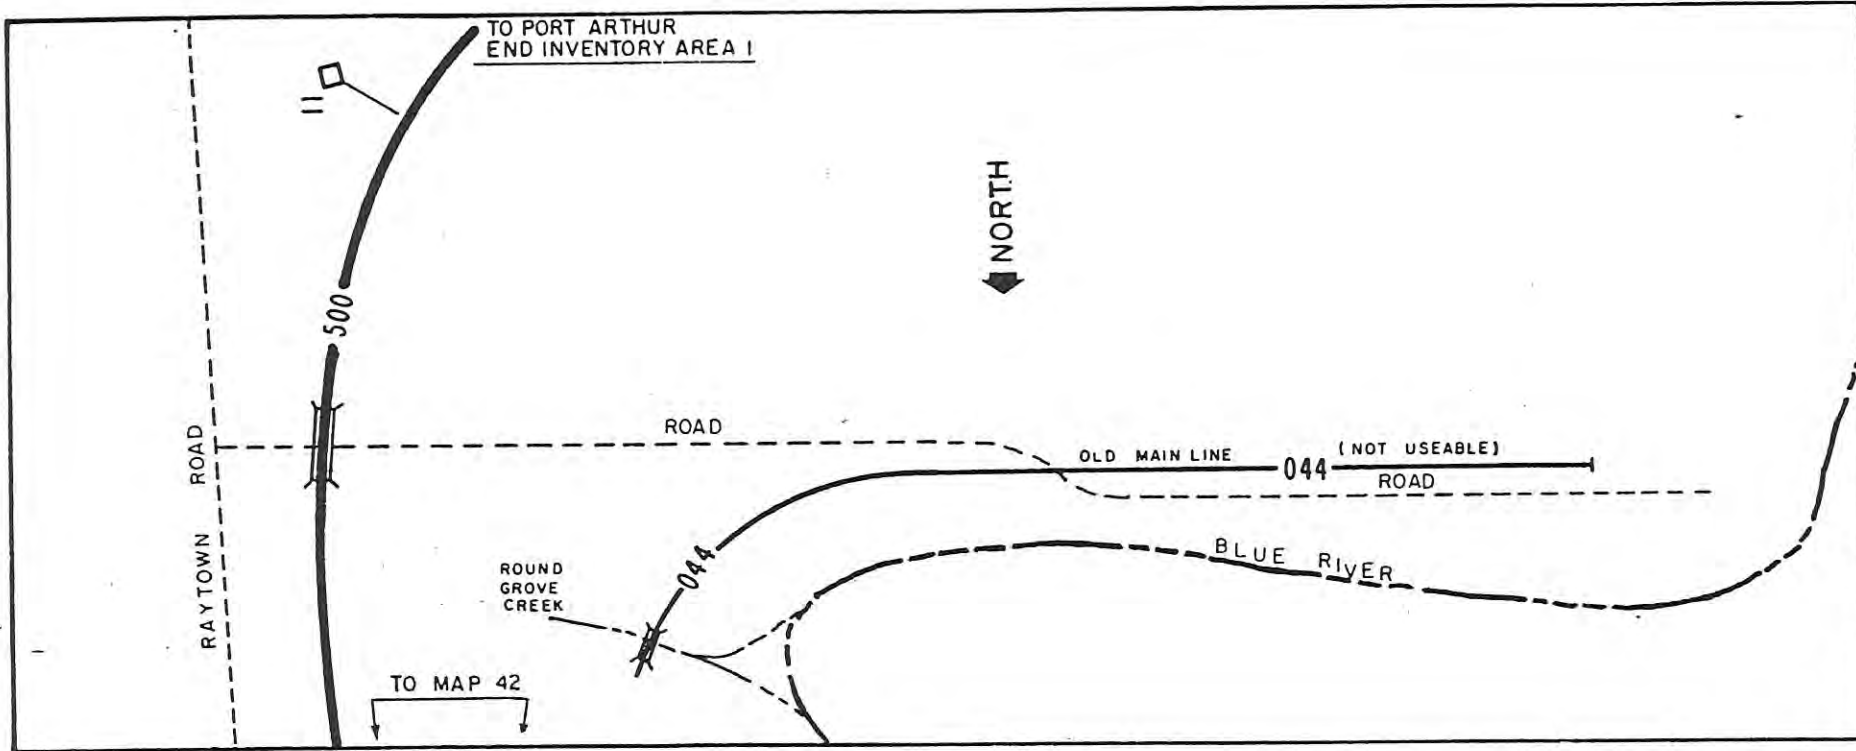 TO PORT ARTHUR
END INVENTORY AREA 1
NORTH
500
ROAD
RAYTOWN ROAD
OLD MAIN LINE
044
(NOT USEABLE)
ROAD
044
BLUE RIVER
ROUND
GROVE
CREEK
TO MAP 42